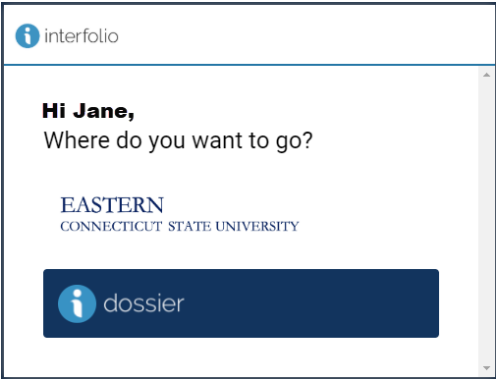 interfolio
Hi Jane,
Where do you want to go?
EASTERN
CONNECTICUT STATE UNIVERSITY
dossier